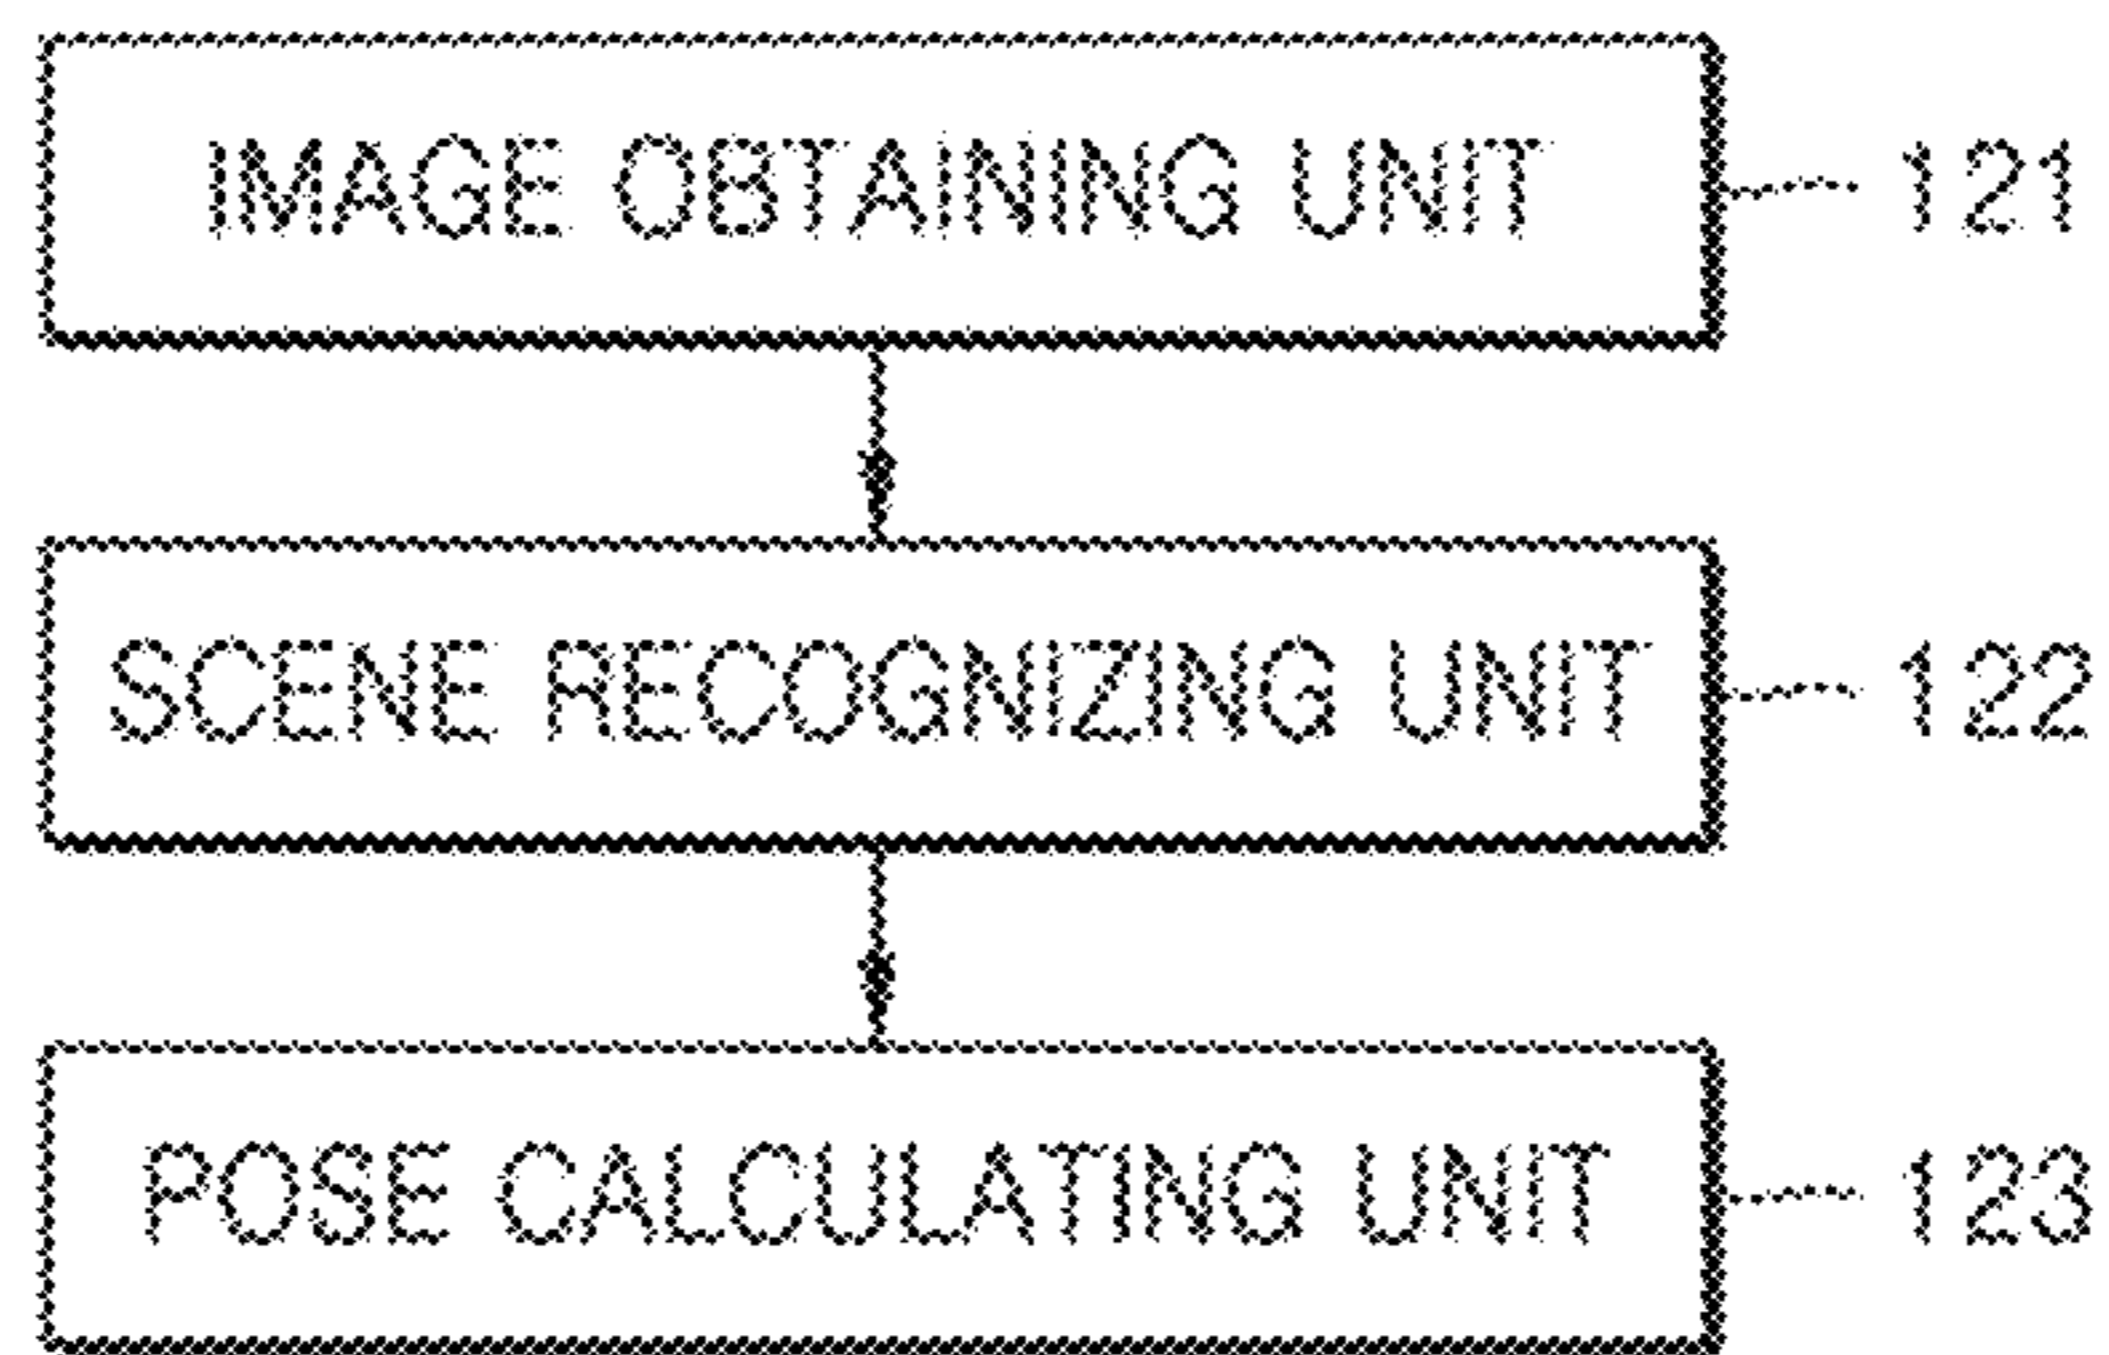 IMAGE OBTAINING UNIT 121
SCENE RECOGNIZING UNIT 122
POSE CALCULATING UNIT 123